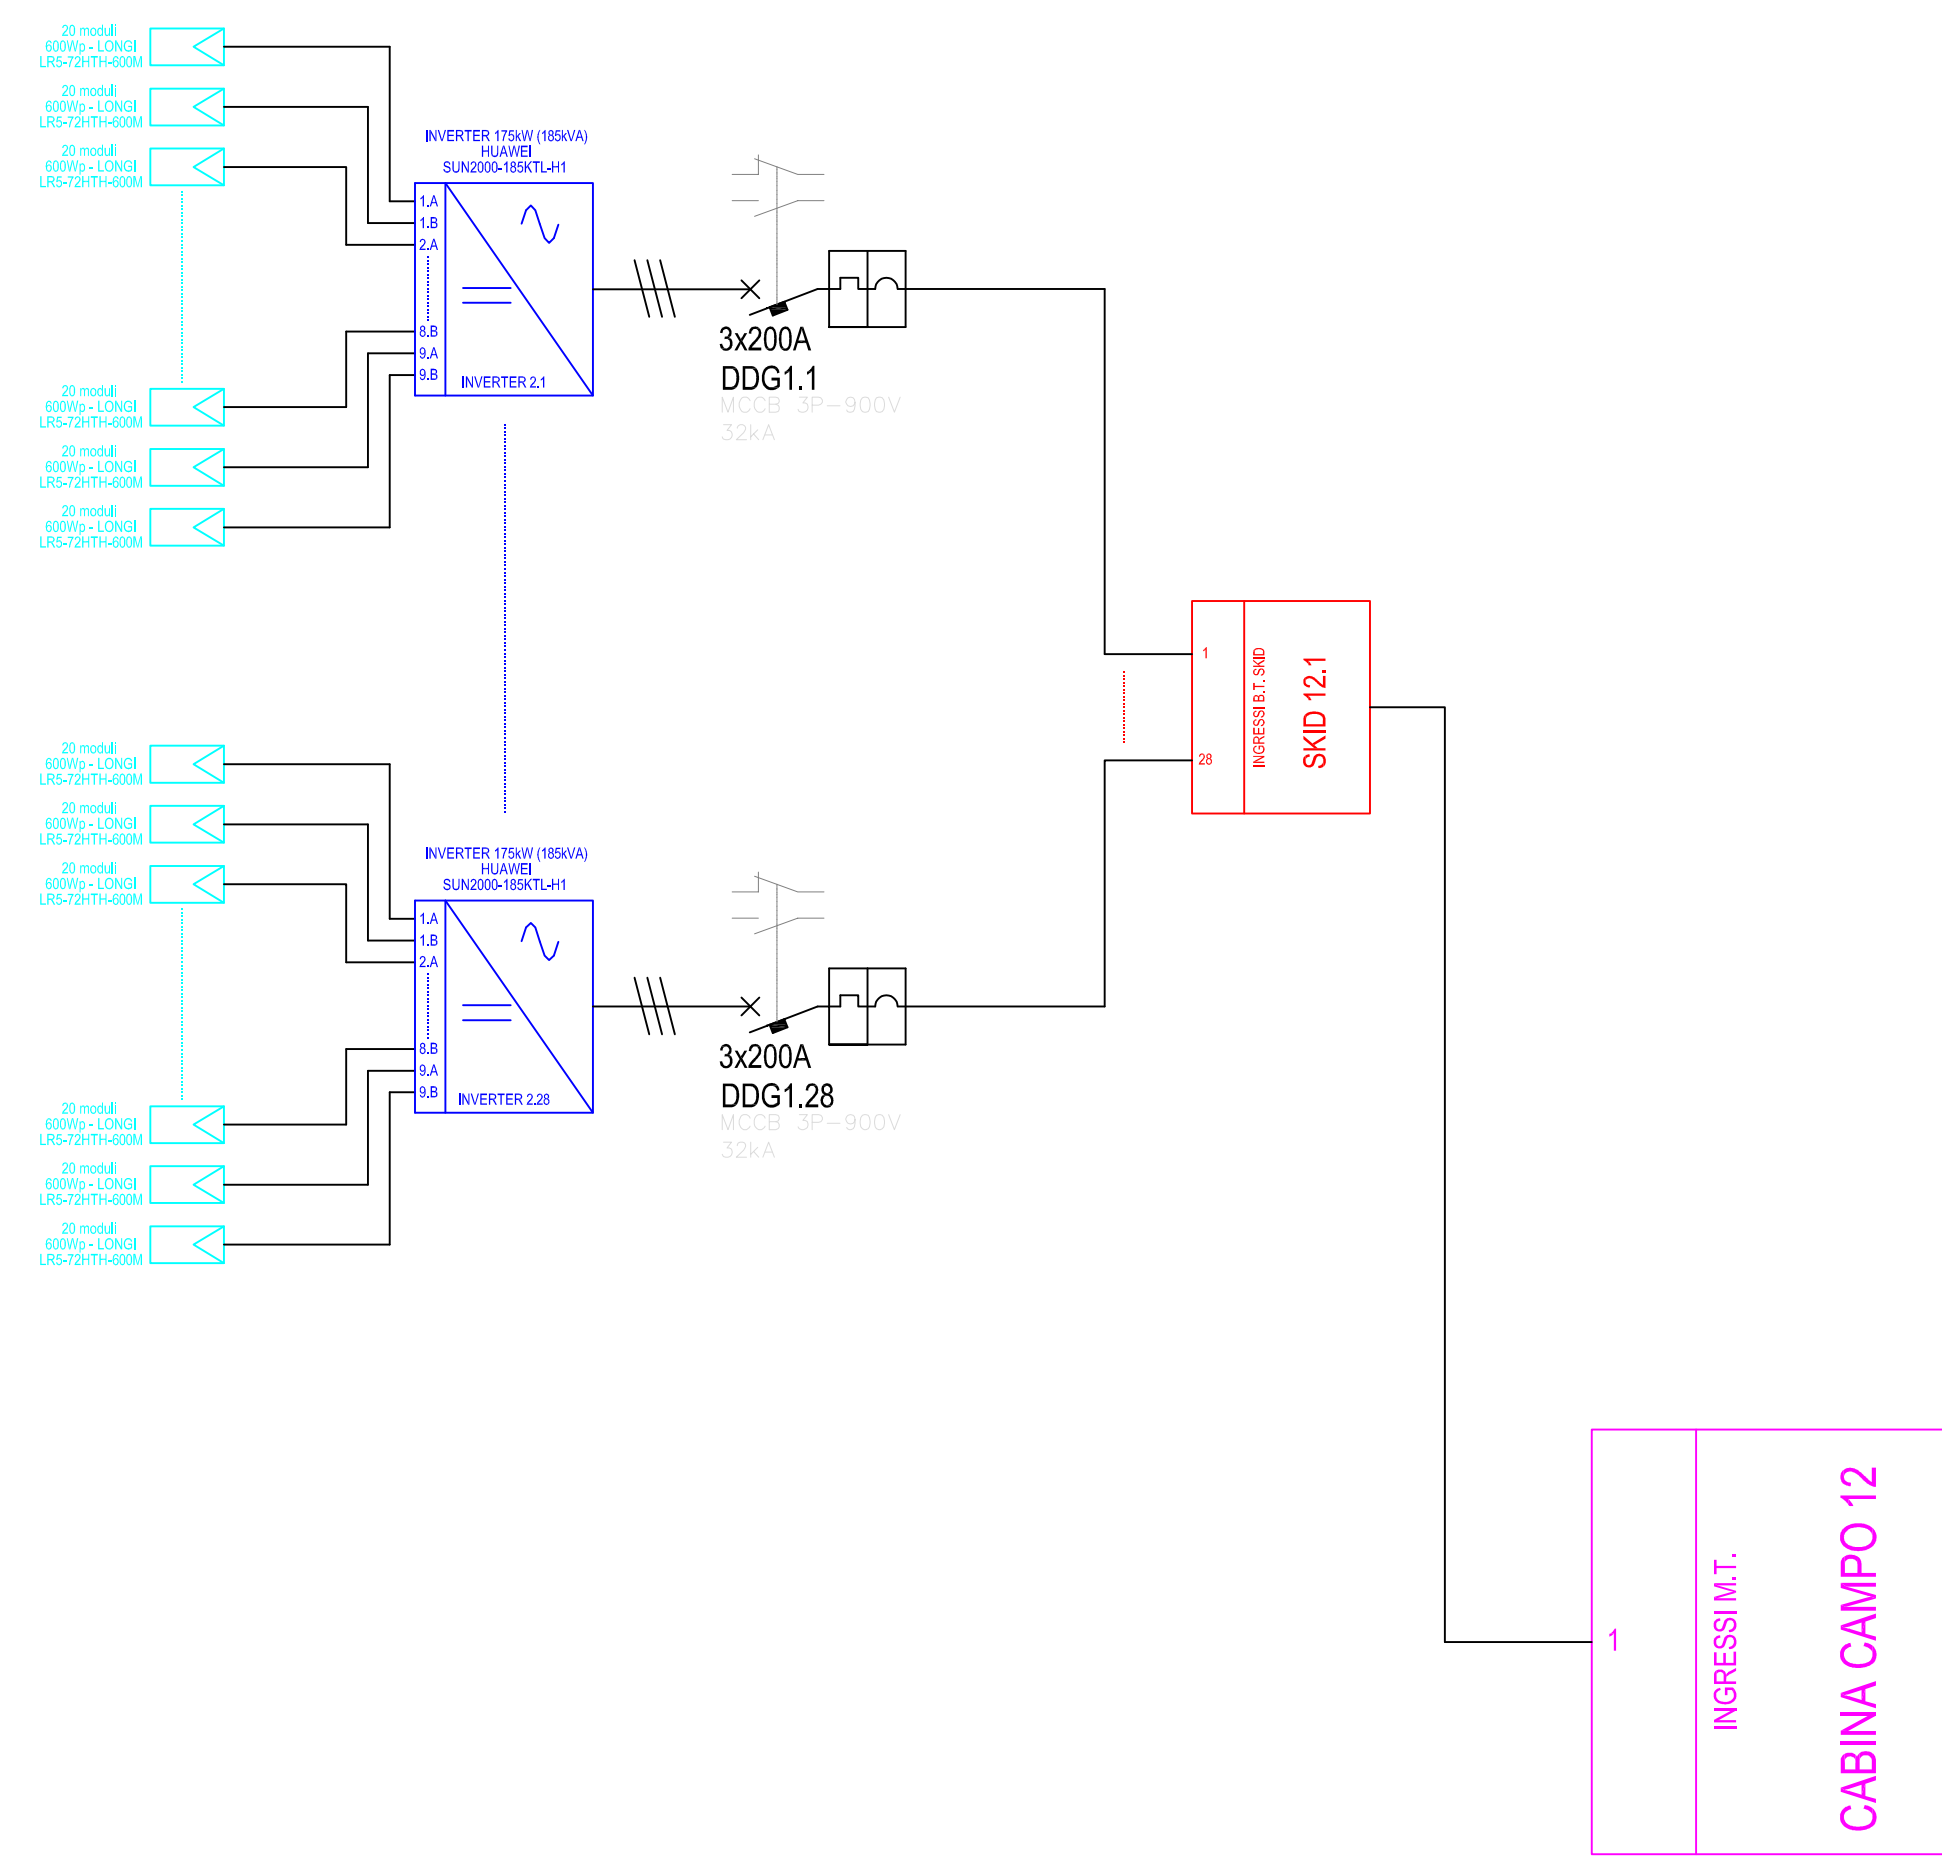 20 moduli
600Wp - LONGI
LR5-72HTH-600M
20 moduli
600Wp - LONGI
LR5-72HTH-600M
20 moduli
600Wp - LONGI
LR5-72HTH-600M
INVERTER 175kW (185kVA)
HUAWEI
SUN2000-185KTL-H1
1.A
1.B
2.A
8.B
9.A
9.B
INVERTER 2.1
3x200A
DDG1.1
MCCB 3P-900V
32kA
20 moduli
600Wp - LONGI
LR5-72HTH-600M
20 moduli
600Wp - LONGI
LR5-72HTH-600M
20 moduli
600Wp - LONGI
LR5-72HTH-600M
1
28
INGRESSI B.T. SKID
SKID 12.1
20 moduli
600Wp - LONGI
LR5-72HTH-600M
20 moduli
600Wp - LONGI
LR5-72HTH-600M
20 moduli
600Wp - LONGI
LR5-72HTH-600M
INVERTER 175kW (185kVA)
HUAWEI
SUN2000-185KTL-H1
1.A
1.B
2.A
8.B
9.A
9.B
INVERTER 2.28
3x200A
DDG1.28
MCCB 3P-900V
32kA
20 moduli
600Wp - LONGI
LR5-72HTH-600M
20 moduli
600Wp - LONGI
LR5-72HTH-600M
20 moduli
600Wp - LONGI
LR5-72HTH-600M
1
INGRESSI M.T.
CABINA CAMPO 12